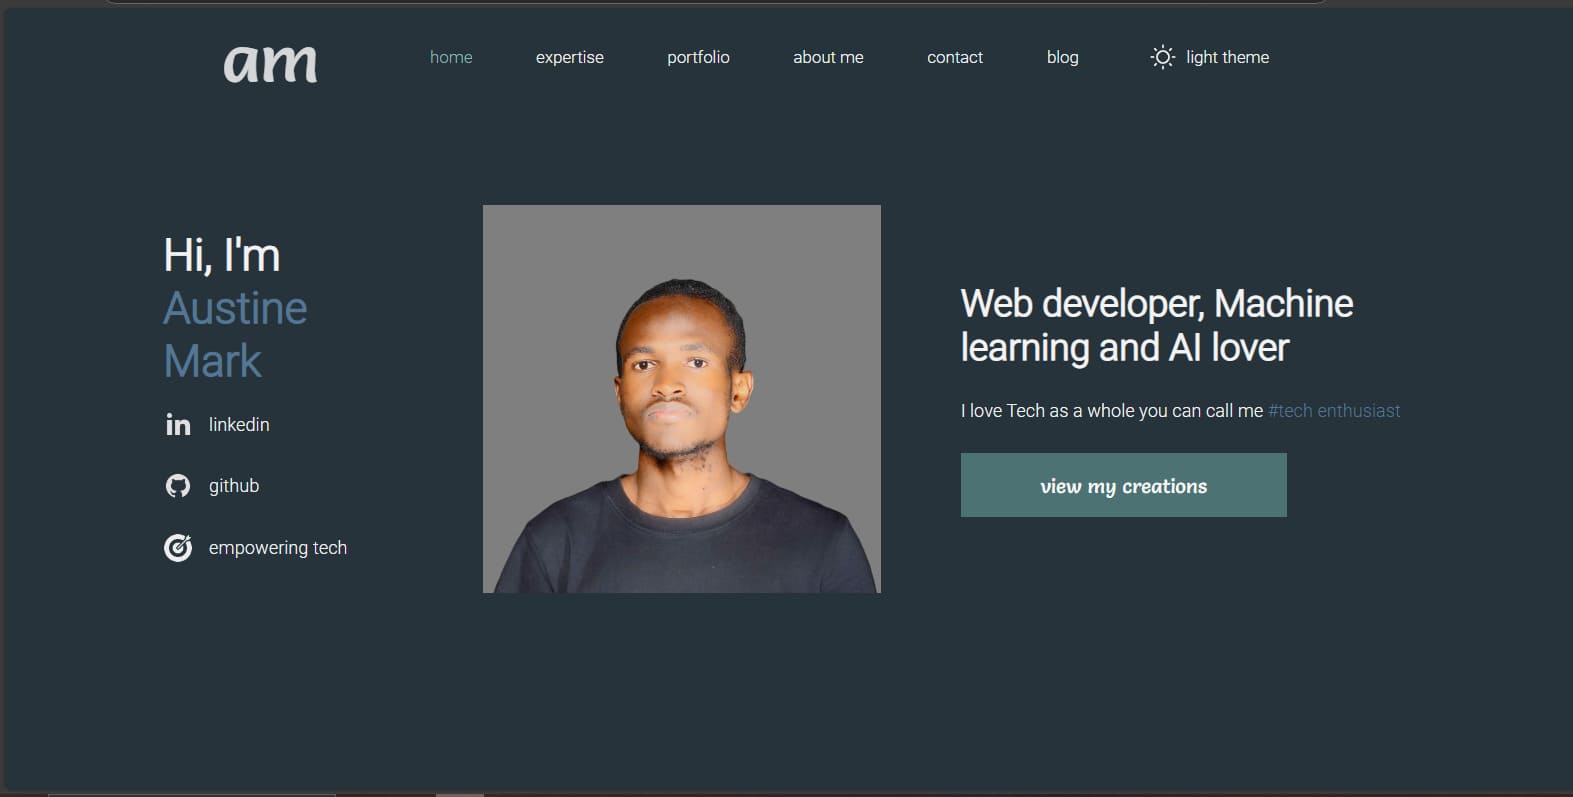 am
home expertise portfolio about me contact blog light theme
Hi, I'm
Austine
Mark
linkedin
github
empowering tech
Web developer, Machine
learning and AI lover
I love Tech as a whole you can call me #tech enthusiast
view my creations